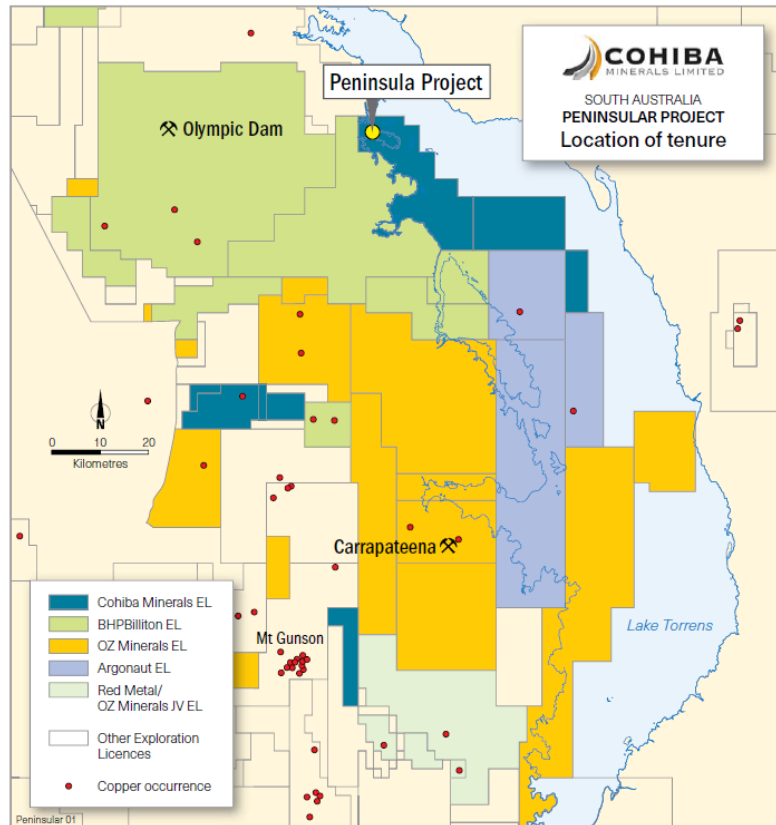 COHIBA
MINERALS LIMITED
SOUTH AUSTRALIA
PENINSULAR PROJECT
Location of tenure
Peninsula Project
Olympic Dam
N
0 10 20
Kilometres
Carrapateena
Mt Gunson
Lake Torrens
Cohiba Minerals EL
BHPBilliton EL
OZ Minerals EL
Argonaut EL
Red Metal/
OZ Minerals JV EL
Other Exploration
Licences
Copper occurrence
Peninsular 01